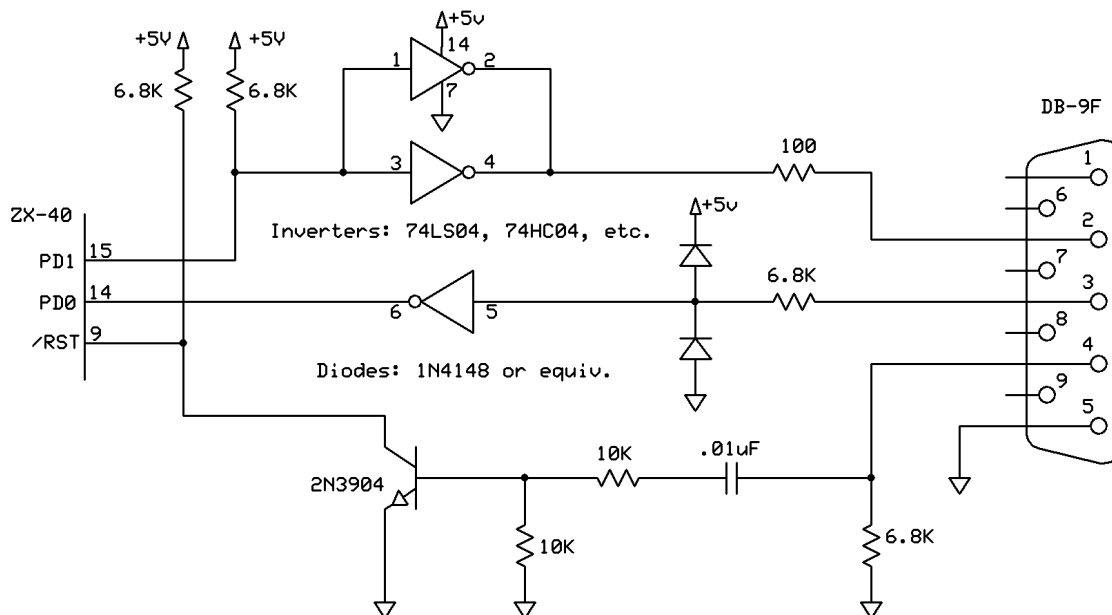 +5v
+5V
+5V
14
1
2
6.8K
6.8K
7
DB-9F
100
1
3
4
6
ZX-40
+5v
2
Inverters: 74LS04, 74HC04, etc.
15
PD1
7
6.8K
14
3
PD0
6
5
9
8
/RST
4
Diodes: 1N4148 or equiv.
9
5
.01uF
10K
2N3904
6.8K
10K